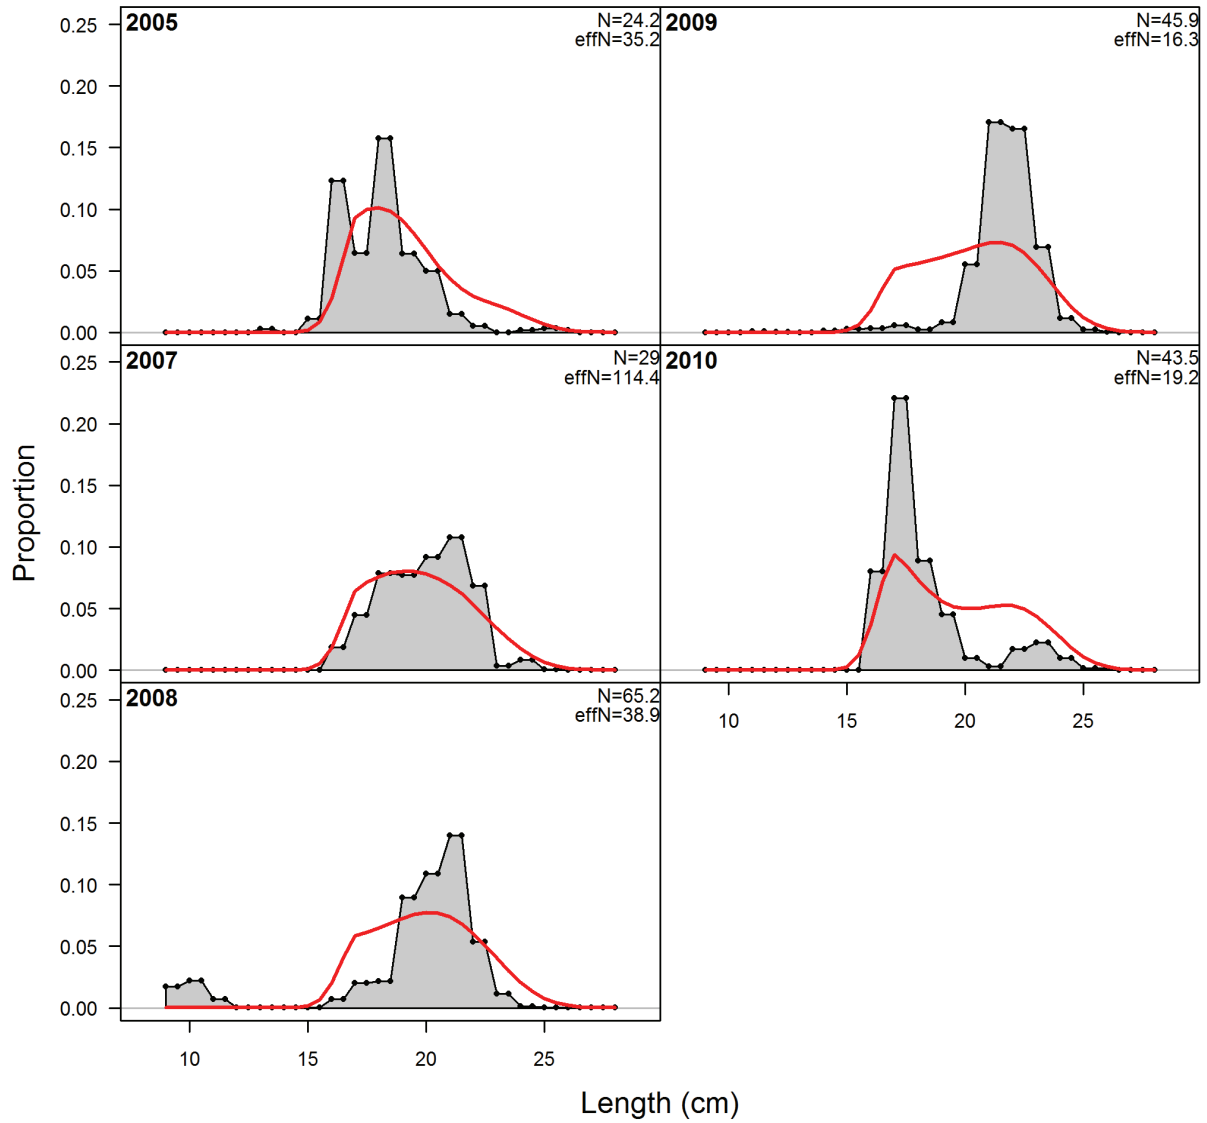 2005
N=24.2
effN=35.2
0.25
0.20
0.15
0.10
0.05
0.00
2009
N=45.9
effN=16.3
2007
N=29
effN=114.4
0.25
0.20
0.15
0.10
0.05
0.00
2010
N=43.5
effN=19.2
10 15 20 25
2008
N=65.2
effN=38.9
0.25
0.20
0.15
0.10
0.05
0.00
10 15 20 25
Proportion
Length (cm)